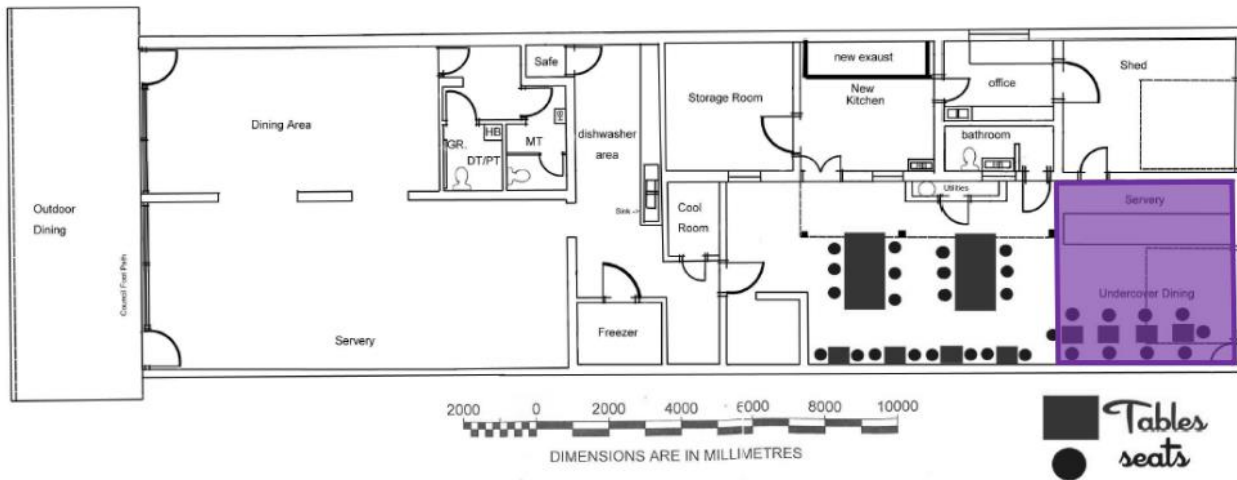 Safe
new exaust
office
Shed
Storage Room
New
Kitchen
HB
Dining Area
HB
GR.
MT
dishwasher
area
bathroom
DT/PT
Utilities
Servery
Outdoor
Dining
Sink ->
Cool
Room
Council Foot Path
Undercover Dining
Freezer
Servery
2000 0 2000 4000 6000 8000 10000
DIMENSIONS ARE IN MILLIMETRES
Tables
seats